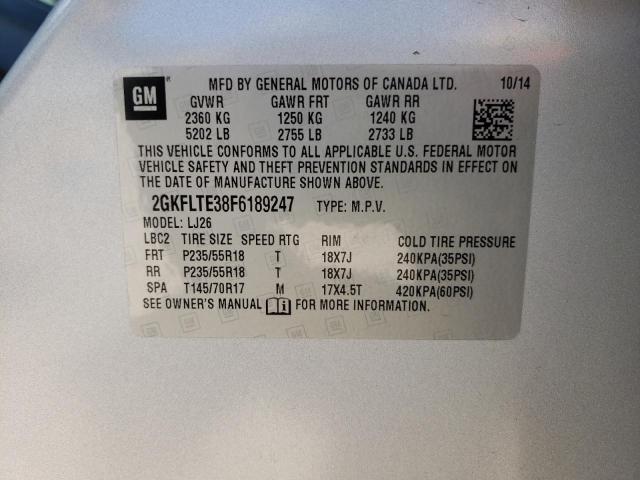 GM
MFD BY GENERAL MOTORS OF CANADA LTD. 10/14
GVWR GAWR FRT GAWR RR
2360 KG 1250 KG 1240 KG
5202 LB 2755 LB 2733 LB
THIS VEHICLE CONFORMS TO ALL APPLICABLE U.S. FEDERAL MOTOR
VEHICLE SAFETY AND THEFT PREVENTION STANDARDS IN EFFECT ON
THE DATE OF MANUFACTURE SHOWN ABOVE.
2GKFLTE38F6189247 TYPE: M.P.V.
MODEL: LJ26
LBC2 TIRE SIZE SPEED RTG RIM COLD TIRE PRESSURE
FRT P235/55R18 T 18X7J 240KPA(35PSI)
RR P235/55R18 T 18X7J 240KPA(35PSI)
SPA T145/70R17 M 17X4.5T 420KPA(60PSI)
SEE OWNER'S MANUAL FOR MORE INFORMATION.